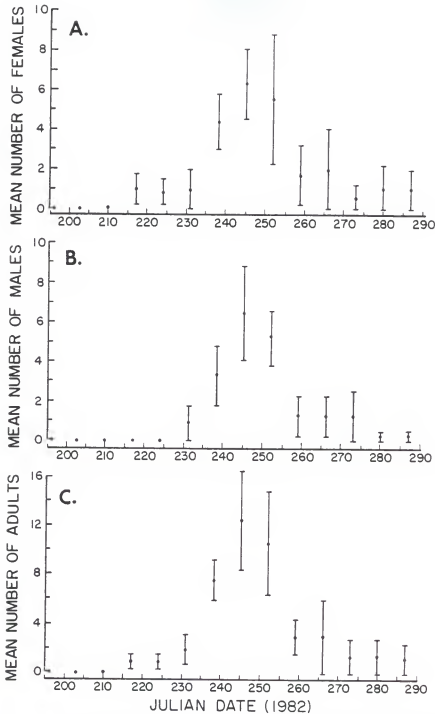 A.
MEAN NUMBER OF FEMALES
10
8
6
4
2
0
200 210 220 230 240 250 260 270 280 290
B.
MEAN NUMBER OF MALES
10
8
6
4
2
0
200 210 220 230 240 250 260 270 280 290
C.
MEAN NUMBER OF ADULTS
16
12
8
4
0
200 210 220 230 240 250 260 270 280 290
JULIAN DATE (1982)